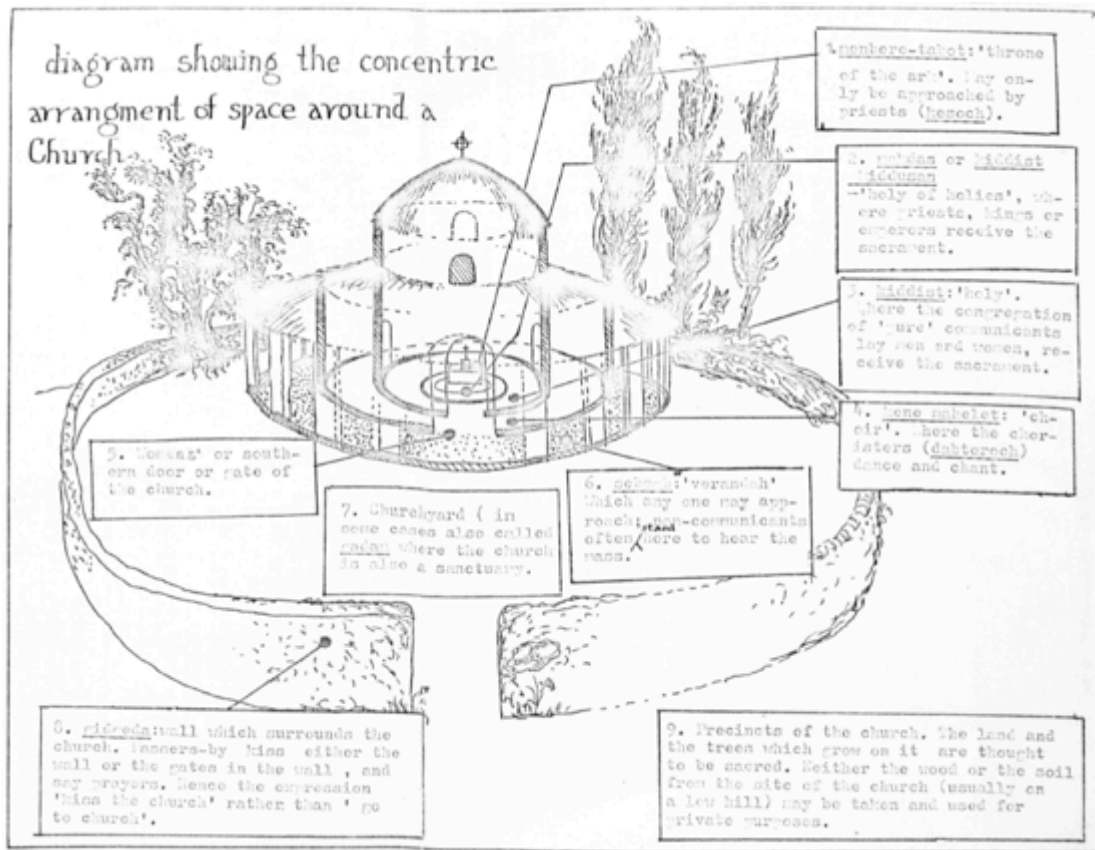 diagram showing the concentric
arrangment of space around a
Church
1. menbere-tabot: 'throne
of the ark'. May on-
ly be approached by
priests (
2. makdas or kiddist
kiddusan
-'holy of holies', wh-
ere priests, kings or
emperors receive the
sacrament.
3. kiddist: 'holy'.
Where the congregation
of 'pure' communicants
lay men and women, re-
ceive the sacrament.
4. kene mahelet: 'ch-
oir'. Where the chor-
isters (dabteroch)
dance and chant.
5. Womens' or south-
ern door or gate of
the church.
6. 'verandah'
Which any one may app-
roach; non-communicants
often stand here to hear the
mass.
7. Churchyard ( in
some cases also called
gadam where the church
is also a sanctuary.
8. wall which surrounds the
church. Passers-by kiss either the
wall or the gates in the wall , and
say prayers. Hence the expression
'kiss the church' rather than ' go
to church'.
9. Precincts of the church. The land and
the trees which grow on it are thought
to be sacred. Neither the wood or the soil
from the site of the church (usually on
a low hill) may be taken and used for
private purposes.